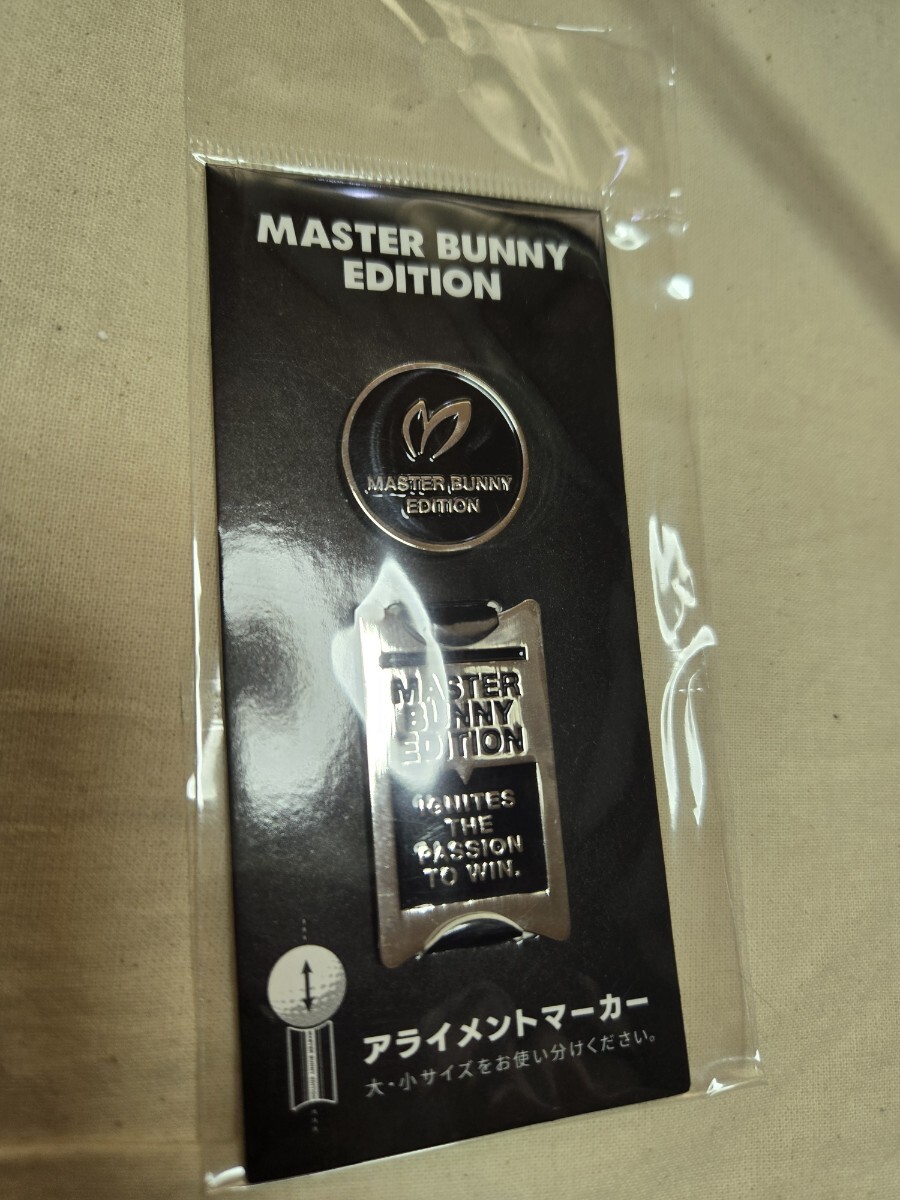 MASTER BUNNY
EDITION
MASTER BUNNY
EDITION
MASTER
BUNNY
EDITION
IGNITES
THE
PASSION
TO WIN.
アライメントマーカー
大・小サイズをお使い分けください。